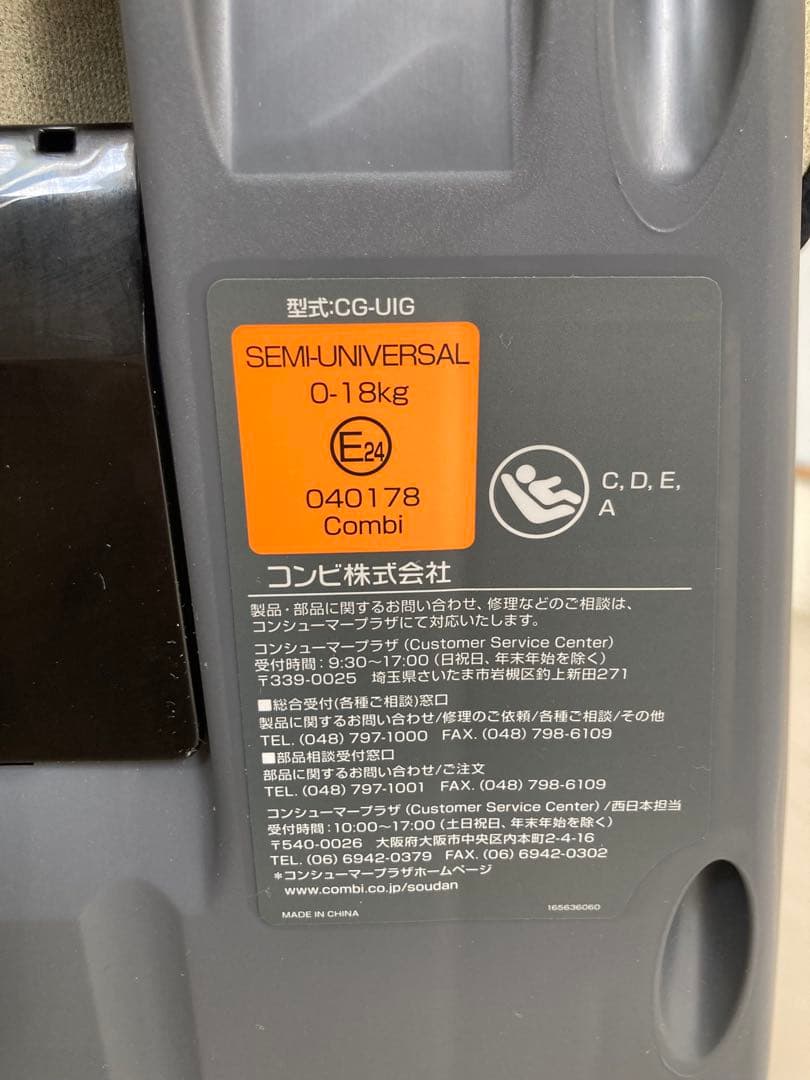 型式:CG-UIG
SEMI-UNIVERSAL
0-18kg
E24
040178
Combi
C, D, E,
A
コンビ株式会社
製品・部品に関するお問い合わせ、修理などのご相談は、
コンシューマープラザにて対応いたします。
コンシューマープラザ (Customer Service Center)
受付時間:9:30〜17:00 (日祝日、年末年始を除く)
〒339-0025 埼玉県さいたま市岩槻区釣上新田271
■総合受付(各種ご相談)窓口
製品に関するお問い合わせ/修理のご依頼/各種ご相談/その他
TEL. (048) 797-1000 FAX. (048) 798-6109
■部品相談受付窓口
部品に関するお問い合わせ/ご注文
TEL. (048) 797-1001 FAX. (048) 798-6109
コンシューマープラザ (Customer Service Center) /西日本担当
受付時間:10:00〜17:00 (土日祝日、年末年始を除く)
〒540-0026 大阪府大阪市中央区内本町2-4-16
TEL. (06) 6942-0379 FAX. (06) 6942-0302
*コンシューマープラザホームページ
www.combi.co.jp/soudan
MADE IN CHINA 165636060